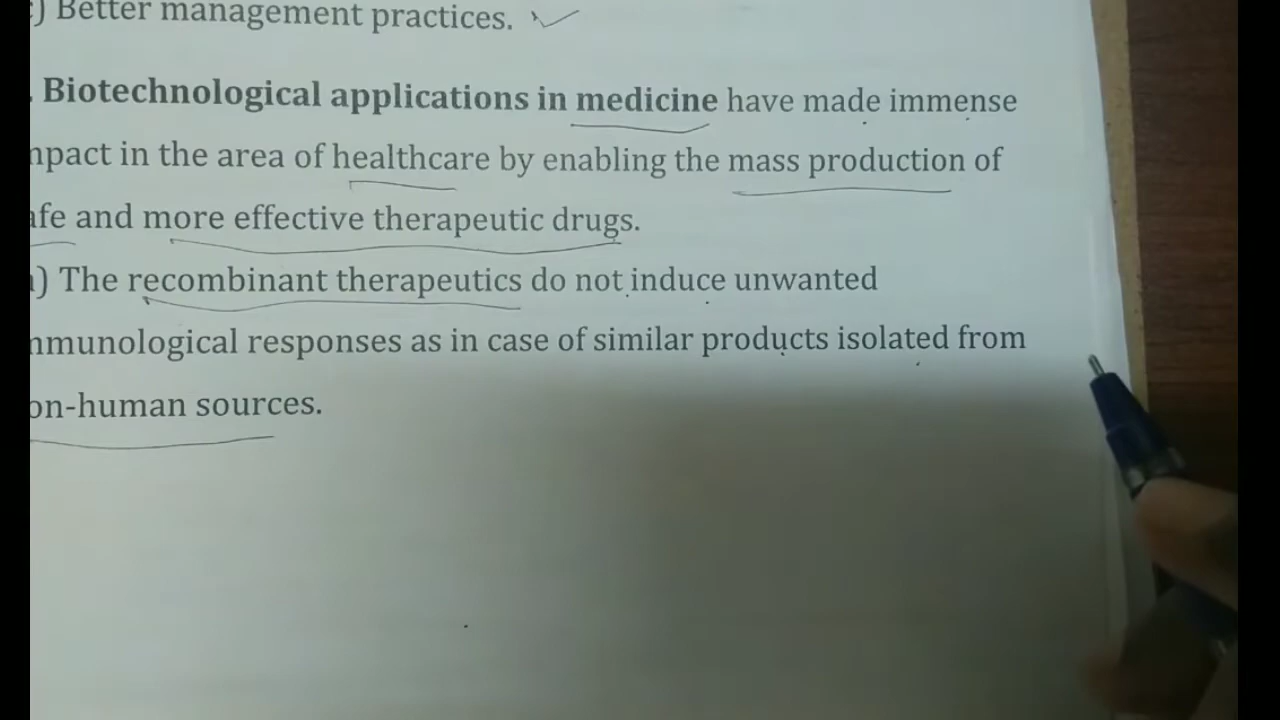 ) Better management practices.
. Biotechnological applications in medicine have made immense
mpact in the area of healthcare by enabling the mass production of
afe and more effective therapeutic drugs.
) The recombinant therapeutics do not induce unwanted
mmunological responses as in case of similar products isolated from
on-human sources.